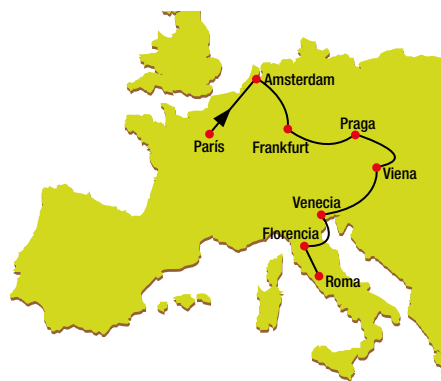 Amsterdam
París
Frankfurt
Praga
Viena
Venecia
Florencia
Roma